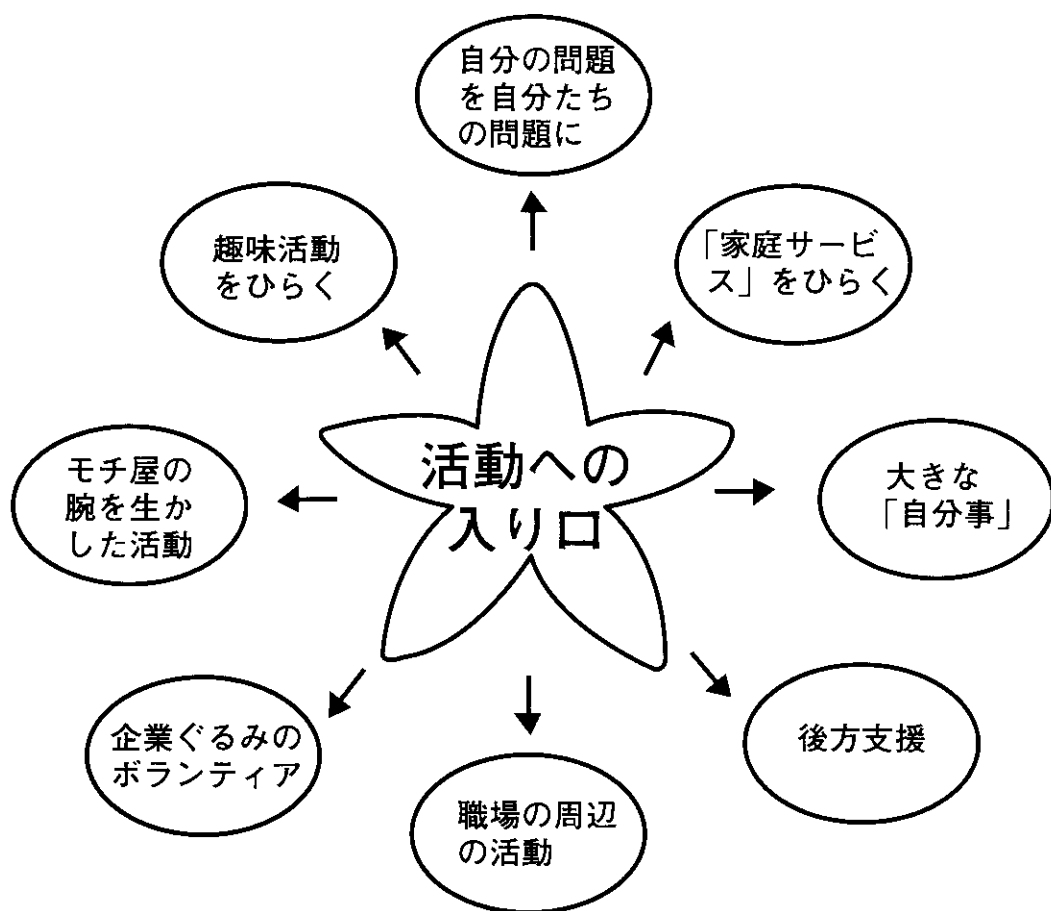 自分の問題
を自分たち
の問題に
趣味活動
をひらく
「家庭サービ
ス」をひらく
活動への
入り口
モチ屋の
腕を生か
した活動
大きな
「自分事」
企業ぐるみの
ボランティア
後方支援
職場の周辺
の活動